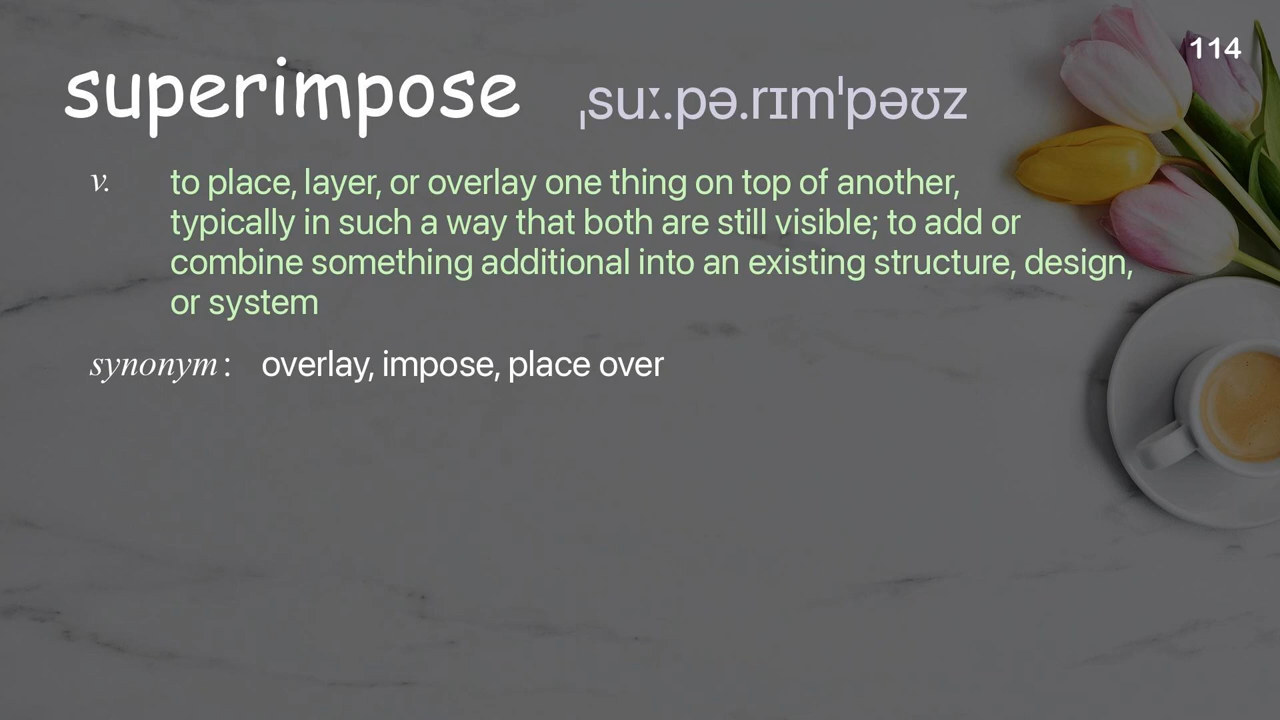 114
superimpose ˌsuː.pə.rɪmˈpəʊz
v. to place, layer, or overlay one thing on top of another,
typically in such a way that both are still visible; to add or
combine something additional into an existing structure, design,
or system
synonym: overlay, impose, place over